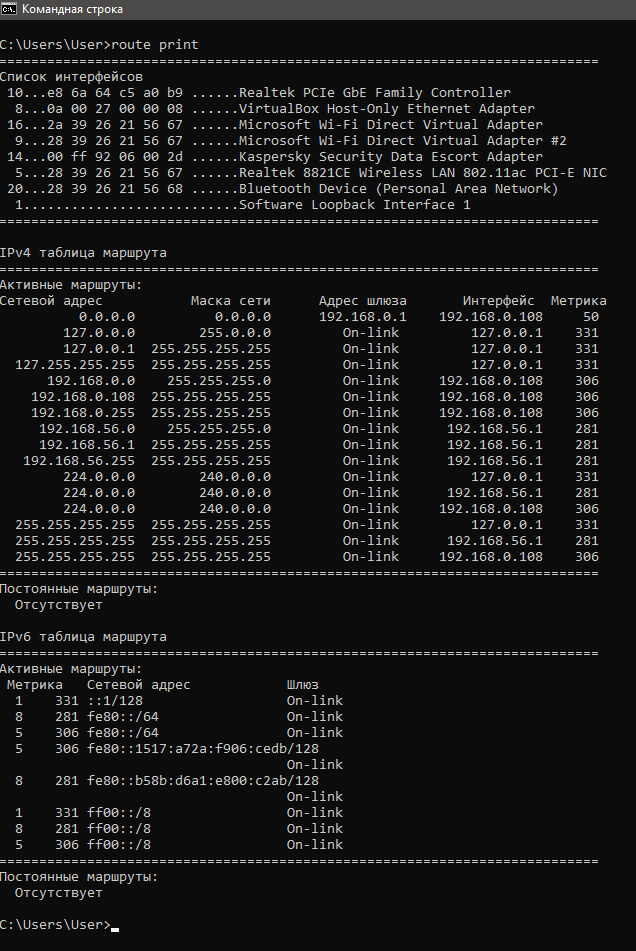 Командная строка
C:\Users\User>route print
===========================================================================
Список интерфейсов
 10...e8 6a 64 c5 a0 b9 ......Realtek PCIe GbE Family Controller
  8...0a 00 27 00 00 08 ......VirtualBox Host-Only Ethernet Adapter
 16...2a 39 26 21 56 67 ......Microsoft Wi-Fi Direct Virtual Adapter
  9...28 39 26 21 56 67 ......Microsoft Wi-Fi Direct Virtual Adapter #2
 14...00 ff 92 06 00 2d ......Kaspersky Security Data Escort Adapter
  5...28 39 26 21 56 67 ......Realtek 8821CE Wireless LAN 802.11ac PCI-E NIC
 20...28 39 26 21 56 68 ......Bluetooth Device (Personal Area Network)
  1...........................Software Loopback Interface 1
===========================================================================
IPv4 таблица маршрута
===========================================================================
Активные маршруты:
Сетевой адрес           Маска сети      Адрес шлюза       Интерфейс  Метрика
          0.0.0.0          0.0.0.0      192.168.0.1    192.168.0.108     50
        127.0.0.0        255.0.0.0         On-link         127.0.0.1    331
        127.0.0.1  255.255.255.255         On-link         127.0.0.1    331
  127.255.255.255  255.255.255.255         On-link         127.0.0.1    331
      192.168.0.0    255.255.255.0         On-link     192.168.0.108    306
    192.168.0.108  255.255.255.255         On-link     192.168.0.108    306
    192.168.0.255  255.255.255.255         On-link     192.168.0.108    306
     192.168.56.0    255.255.255.0         On-link      192.168.56.1    281
     192.168.56.1  255.255.255.255         On-link      192.168.56.1    281
   192.168.56.255  255.255.255.255         On-link      192.168.56.1    281
        224.0.0.0        240.0.0.0         On-link         127.0.0.1    331
        224.0.0.0        240.0.0.0         On-link      192.168.56.1    281
        224.0.0.0        240.0.0.0         On-link     192.168.0.108    306
  255.255.255.255  255.255.255.255         On-link         127.0.0.1    331
  255.255.255.255  255.255.255.255         On-link      192.168.56.1    281
  255.255.255.255  255.255.255.255         On-link     192.168.0.108    306
===========================================================================
Постоянные маршруты:
  Отсутствует
IPv6 таблица маршрута
===========================================================================
Активные маршруты:
 Метрика   Сетевой адрес            Шлюз
  1    331 ::1/128                  On-link
  8    281 fe80::/64                On-link
  5    306 fe80::/64                On-link
  5    306 fe80::1517:a72a:f906:cedb/128
                                    On-link
  8    281 fe80::b58b:d6a1:e800:c2ab/128
                                    On-link
  1    331 ff00::/8                 On-link
  8    281 ff00::/8                 On-link
  5    306 ff00::/8                 On-link
===========================================================================
Постоянные маршруты:
  Отсутствует
C:\Users\User>